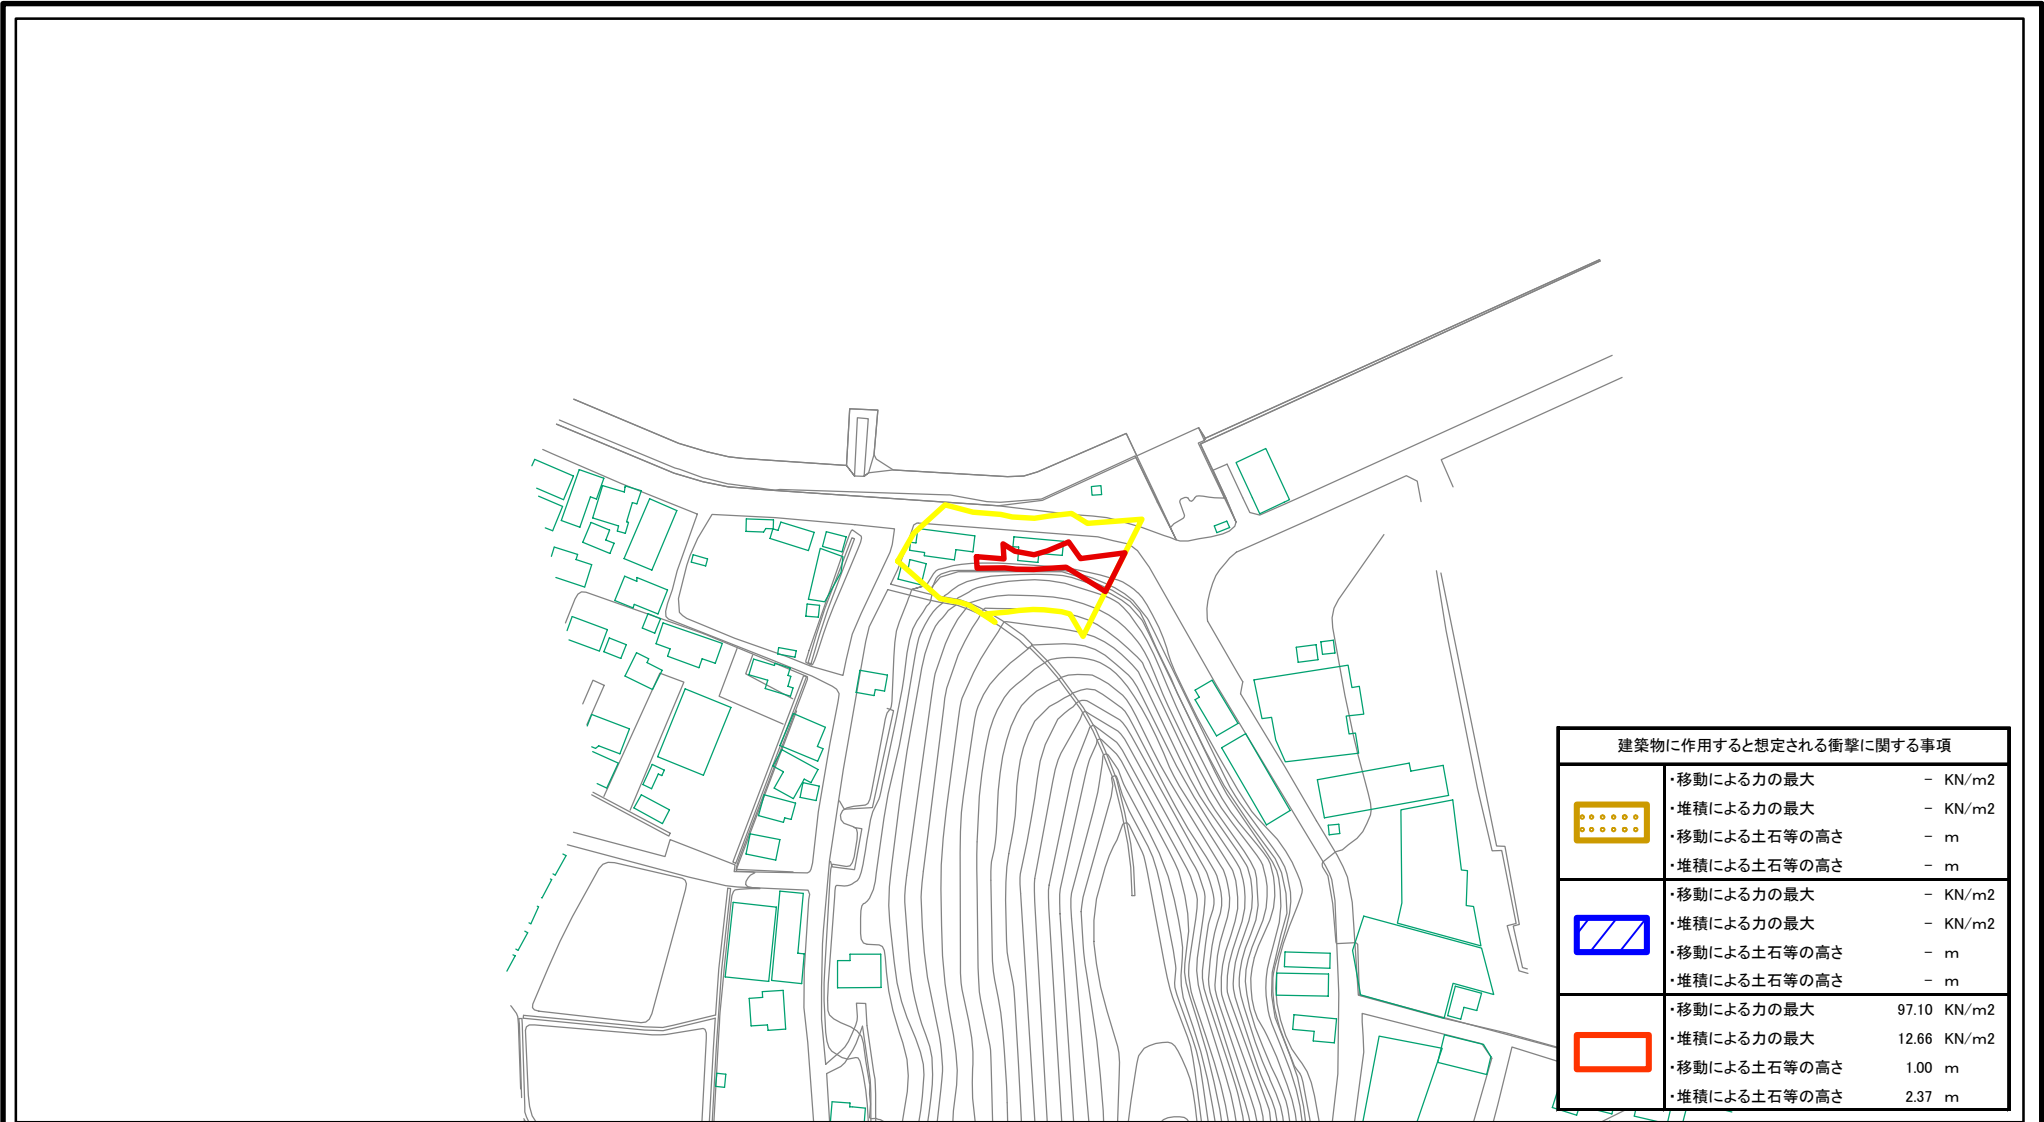 建築物に作用すると想定される衝撃に関する事項
・移動による力の最大 - KN/m2
・堆積による力の最大 - KN/m2
・移動による土石等の高さ - m
・堆積による土石等の高さ - m
・移動による力の最大 - KN/m2
・堆積による力の最大 - KN/m2
・移動による土石等の高さ - m
・堆積による土石等の高さ - m
・移動による力の最大 97.10 KN/m2
・堆積による力の最大 12.66 KN/m2
・移動による土石等の高さ 1.00 m
・堆積による土石等の高さ 2.37 m